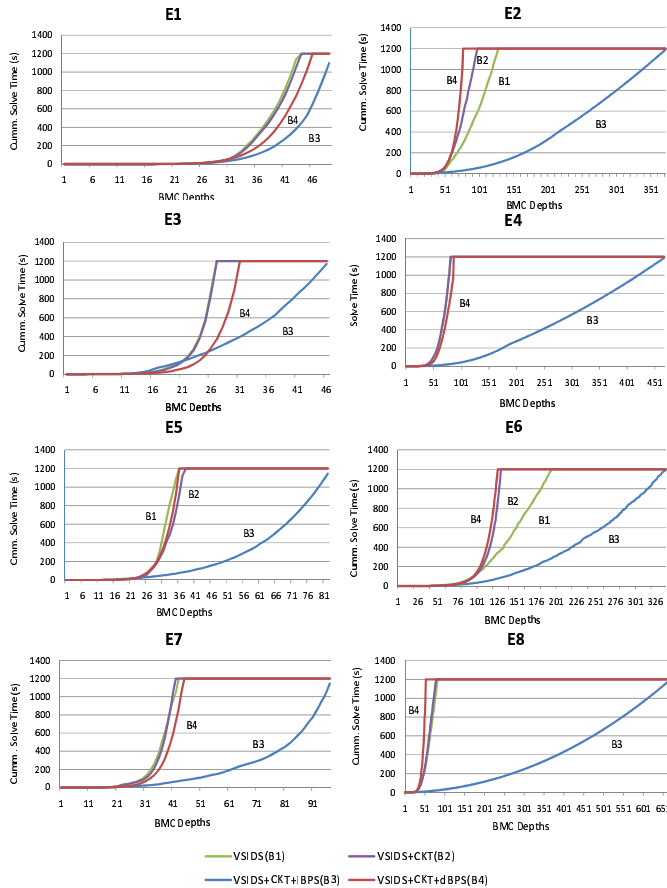 E1
Cumm. Solve Time (s)
1400
1200
1000
800
600
400
200
0
B4
B3
1 6 11 16 21 26 31 36 41 46
BMC Depths
E2
Cumm. Solve Time (s)
1400
1200
1000
800
600
400
200
0
B4
B2
B1
B3
1 51 101 151 201 251 301 351
BMC Depths
E3
Cumm. Solve Time (s)
1400
1200
1000
800
600
400
200
0
B4
B3
1 6 11 16 21 26 31 36 41 46
BMC Depths
E4
Solve Time (s)
1400
1200
1000
800
600
400
200
0
B4
B3
1 51 101 151 201 251 301 351 401 451
BMC Depths
E5
Cmm. Solve Time (s)
1400
1200
1000
800
600
400
200
0
B1
B2
B3
1 6 11 16 21 26 31 36 41 46 51 56 61 66 71 76 81
BMC Depths
E6
Cumm. Solve Time (s)
1400
1200
1000
800
600
400
200
0
B4
B2
B1
B3
1 26 51 76 101 126 151 176 201 226 251 276 301 326
BMC Depths
E7
Cumm. Solve Time (s)
1400
1200
1000
800
600
400
200
0
B4
B3
1 11 21 31 41 51 61 71 81 91
BMC Depths
E8
Cumm. Solve Time (s)
1400
1200
1000
800
600
400
200
0
B4
B3
1 51 101 151 201 251 301 351 401 451 501 551 601 651
BMC Depths
VSIDS(B1)
VSIDS+CKT(B2)
VSIDS+CKT+iBPS(B3)
VSIDS+CKT+dBPS(B4)